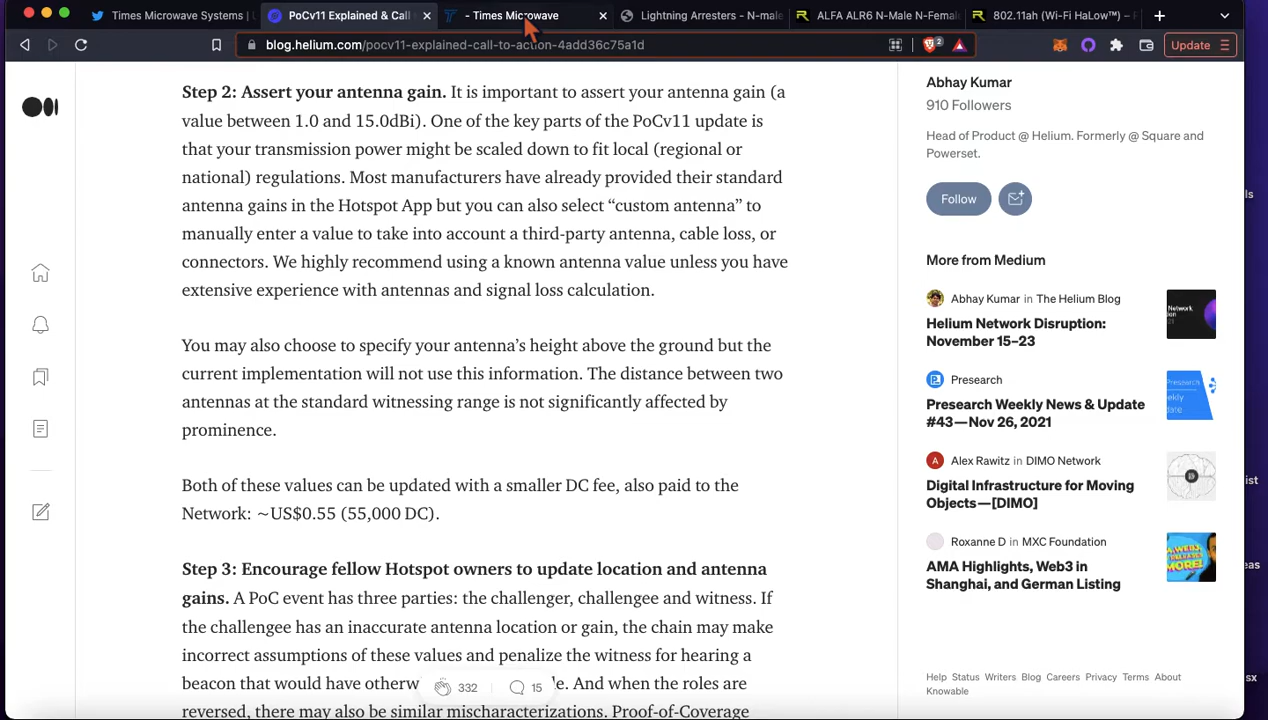 Times Microwave Systems |
PoCv11 Explained & Call
- Times Microwave
Lightning Arresters - N-male
ALFA ALR6 N-Male N-Fema
802.11ah (Wi-Fi HaLow™) –
blog.helium.com/pocv11-explained-call-to-action-4add36c75a1d
2
Update
Step 2: Assert your antenna gain. It is important to assert your antenna gain (a
value between 1.0 and 15.0dBi). One of the key parts of the PoCv11 update is
that your transmission power might be scaled down to fit local (regional or
national) regulations. Most manufacturers have already provided their standard
antenna gains in the Hotspot App but you can also select “custom antenna” to
manually enter a value to take into account a third-party antenna, cable loss, or
connectors. We highly recommend using a known antenna value unless you have
extensive experience with antennas and signal loss calculation.
You may also choose to specify your antenna’s height above the ground but the
current implementation will not use this information. The distance between two
antennas at the standard witnessing range is not significantly affected by
prominence.
Both of these values can be updated with a smaller DC fee, also paid to the
Network: ~US$0.55 (55,000 DC).
Step 3: Encourage fellow Hotspot owners to update location and antenna
gains. A PoC event has three parties: the challenger, challengee and witness. If
the challengee has an inaccurate antenna location or gain, the chain may make
incorrect assumptions of these values and penalize the witness for hearing a
beacon that would have otherw e. And when the roles are
reversed, there may also be similar mischaracterizations. Proof-of-Coverage
332
15
Abhay Kumar
910 Followers
Head of Product @ Helium. Formerly @ Square and
Powerset.
Follow
More from Medium
Abhay Kumar in The Helium Blog
Helium Network Disruption:
November 15–23
Presearch
Presearch Weekly News & Update
#43 — Nov 26, 2021
Alex Rawitz in DIMO Network
Digital Infrastructure for Moving
Objects — [DIMO]
Roxanne D in MXC Foundation
AMA Highlights, Web3 in
Shanghai, and German Listing
Help Status Writers Blog Careers Privacy Terms About
Knowable